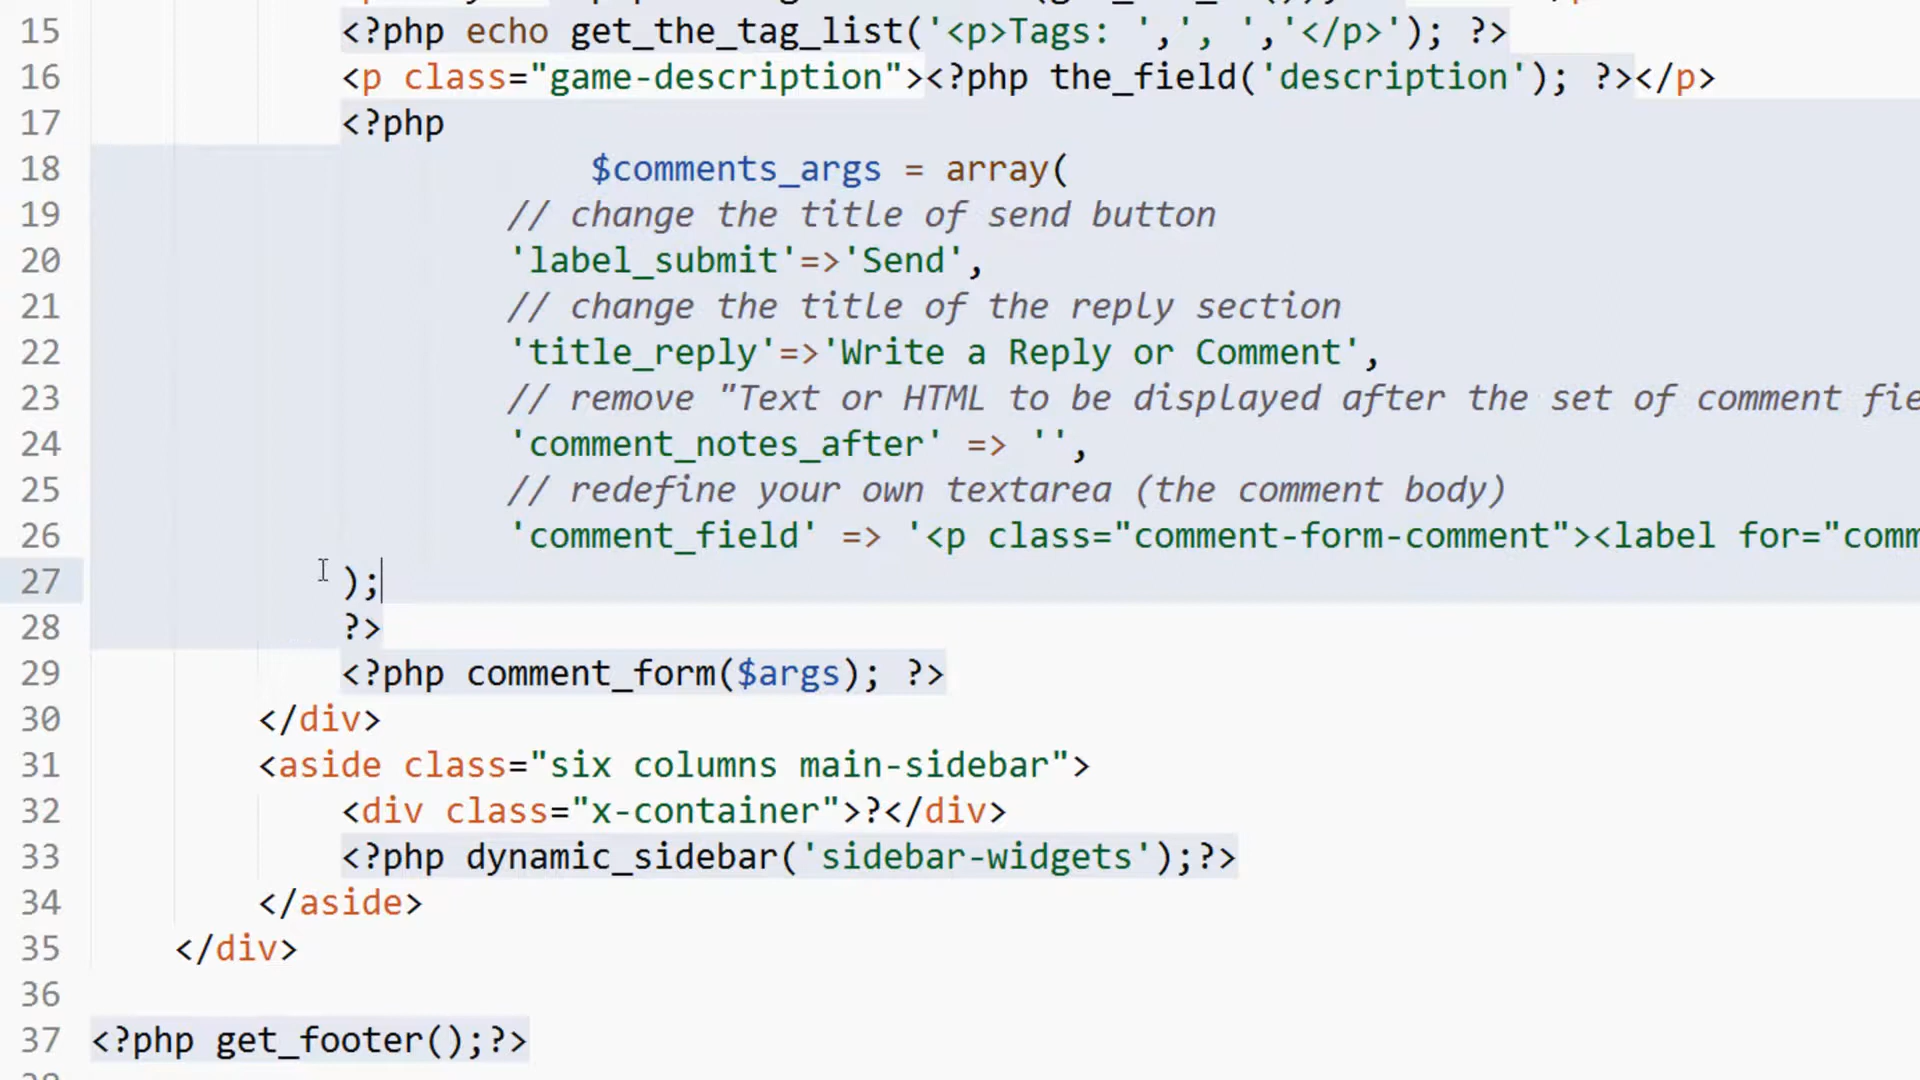 15 <?php echo get_the_tag_list('<p>Tags: ',', ','</p>'); ?>
16 <p class="game-description"><?php the_field('description'); ?></p>
17 <?php
18 $comments_args = array(
19 // change the title of send button
20 'label_submit'=>'Send',
21 // change the title of the reply section
22 'title_reply'=>'Write a Reply or Comment',
23 // remove "Text or HTML to be displayed after the set of comment fie
24 'comment_notes_after' => '',
25 // redefine your own textarea (the comment body)
26 'comment_field' => '<p class="comment-form-comment"><label for="comm
27 );
28 ?>
29 <?php comment_form($args); ?>
30 </div>
31 <aside class="six columns main-sidebar">
32 <div class="x-container">?</div>
33 <?php dynamic_sidebar('sidebar-widgets');?>
34 </aside>
35 </div>
36
37 <?php get_footer();?>